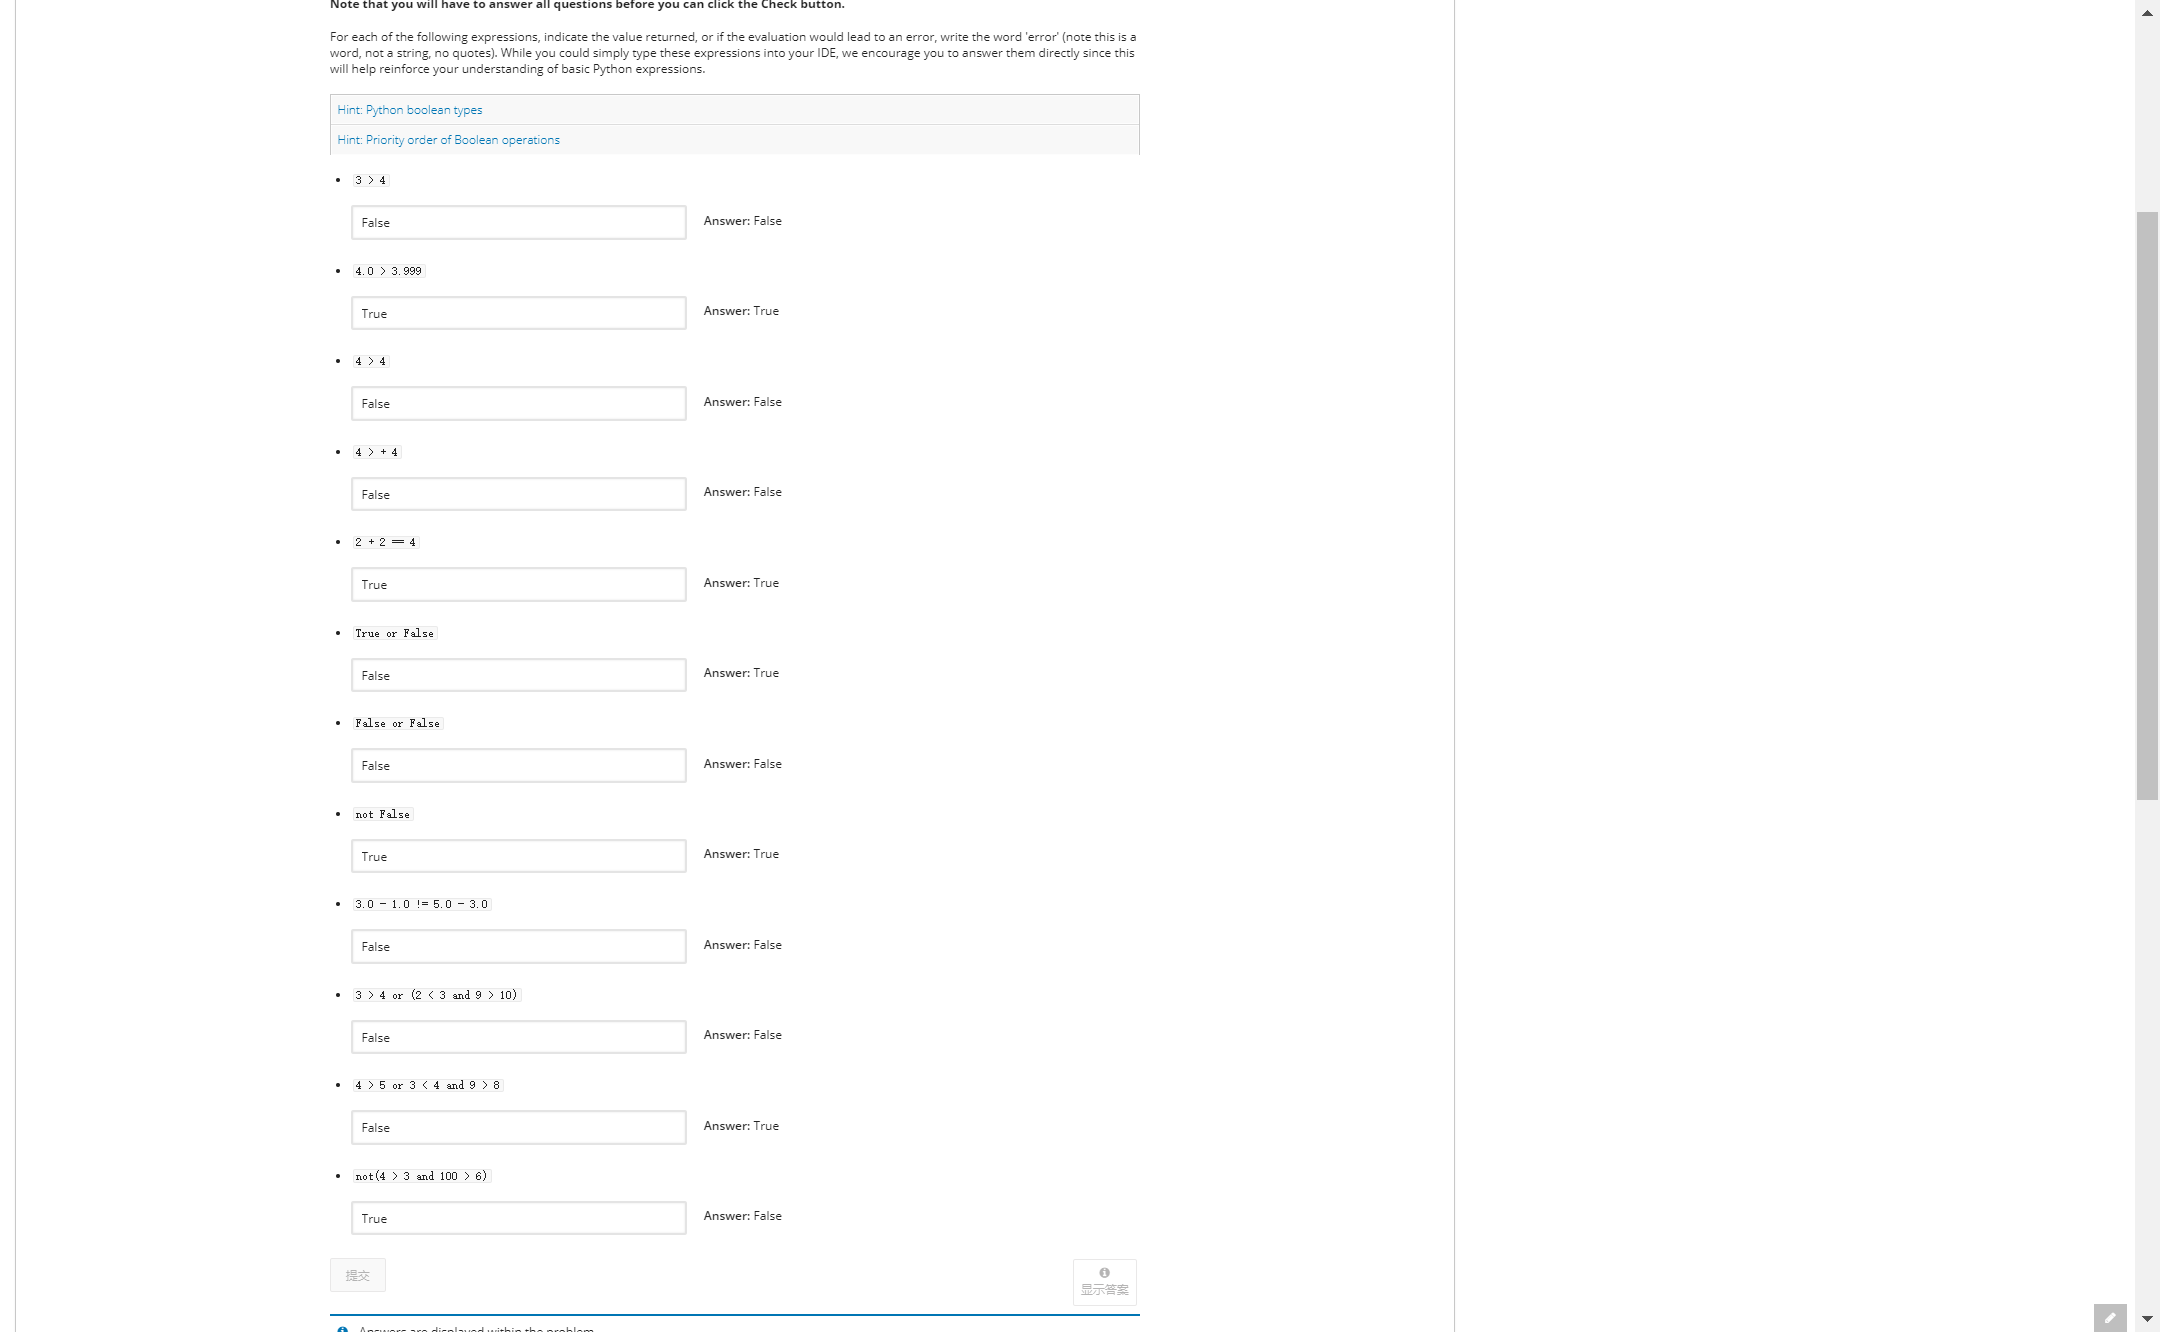 Note that you will have to answer all questions before you can click the Check button.
For each of the following expressions, indicate the value returned, or if the evaluation would lead to an error, write the word 'error' (note this is a
word, not a string, no quotes). While you could simply type these expressions into your IDE, we encourage you to answer them directly since this
will help reinforce your understanding of basic Python expressions.
Hint: Python boolean types
Hint: Priority order of Boolean operations
3 > 4
False Answer: False
4.0 > 3.999
True Answer: True
4 > 4
False Answer: False
4 > + 4
False Answer: False
2 + 2 == 4
True Answer: True
True or False
False Answer: True
False or False
False Answer: False
not False
True Answer: True
3.0 - 1.0 != 5.0 - 3.0
False Answer: False
3 > 4 or (2 < 3 and 9 > 10)
False Answer: False
4 > 5 or 3 < 4 and 9 > 8
False Answer: True
not(4 > 3 and 100 > 6)
True Answer: False
提交
显示答案
Answers are displayed within the problem